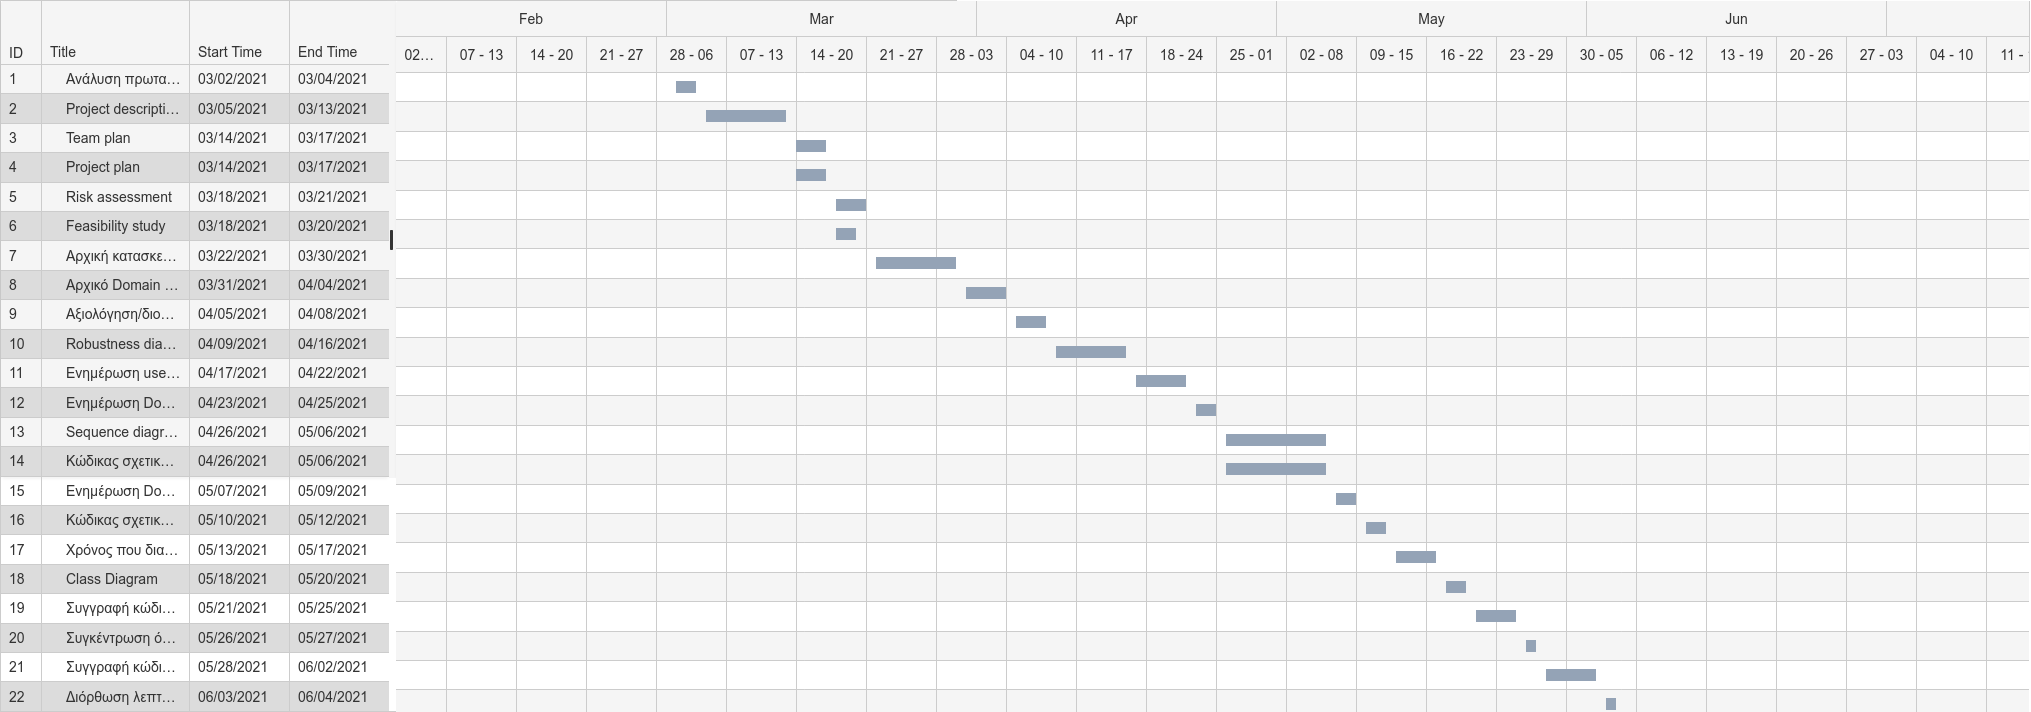 Feb Mar Apr May Jun
ID Title Start Time End Time 02… 07 - 13 14 - 20 21 - 27 28 - 06 07 - 13 14 - 20 21 - 27 28 - 03 04 - 10 11 - 17 18 - 24 25 - 01 02 - 08 09 - 15 16 - 22 23 - 29 30 - 05 06 - 12 13 - 19 20 - 26 27 - 03 04 - 10 11 -
1 Ανάλυση πρωτα… 03/02/2021 03/04/2021
2 Project descripti… 03/05/2021 03/13/2021
3 Team plan 03/14/2021 03/17/2021
4 Project plan 03/14/2021 03/17/2021
5 Risk assessment 03/18/2021 03/21/2021
6 Feasibility study 03/18/2021 03/20/2021
7 Αρχική κατασκε… 03/22/2021 03/30/2021
8 Αρχικό Domain … 03/31/2021 04/04/2021
9 Αξιολόγηση/διο… 04/05/2021 04/08/2021
10 Robustness dia… 04/09/2021 04/16/2021
11 Ενημέρωση use… 04/17/2021 04/22/2021
12 Ενημέρωση Do… 04/23/2021 04/25/2021
13 Sequence diagr… 04/26/2021 05/06/2021
14 Κώδικας σχετικ… 04/26/2021 05/06/2021
15 Ενημέρωση Do… 05/07/2021 05/09/2021
16 Κώδικας σχετικ… 05/10/2021 05/12/2021
17 Χρόνος που δια… 05/13/2021 05/17/2021
18 Class Diagram 05/18/2021 05/20/2021
19 Συγγραφή κώδι… 05/21/2021 05/25/2021
20 Συγκέντρωση ό… 05/26/2021 05/27/2021
21 Συγγραφή κώδι… 05/28/2021 06/02/2021
22 Διόρθωση λεπτ… 06/03/2021 06/04/2021